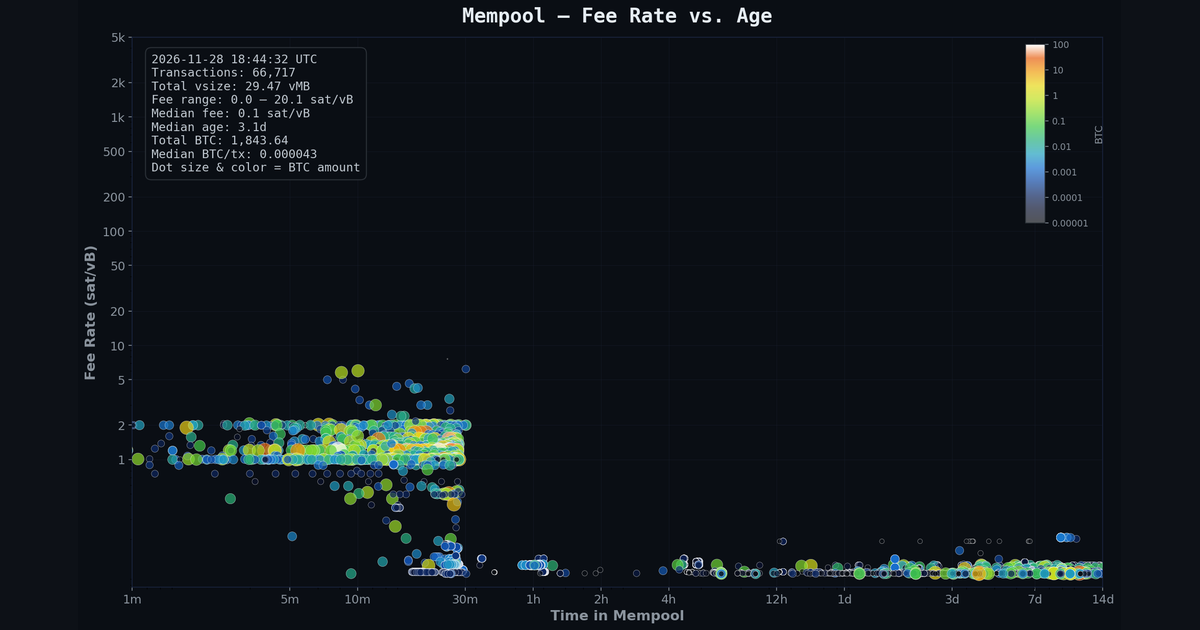 Mempool — Fee Rate vs. Age
2026-11-28 18:44:32 UTC
Transactions: 66,717
Total vsize: 29.47 vMB
Fee range: 0.0 — 20.1 sat/vB
Median fee: 0.1 sat/vB
Median age: 3.1d
Total BTC: 1,843.64
Median BTC/tx: 0.000043
Dot size & color = BTC amount
100
10
1
0.1
0.01
0.001
0.0001
0.00001
BTC
Fee Rate (sat/vB)
5k
2k
1k
500
200
100
50
20
10
5
2
1
1m
5m
10m
30m
1h
2h
4h
12h
1d
3d
7d
14d
Time in Mempool